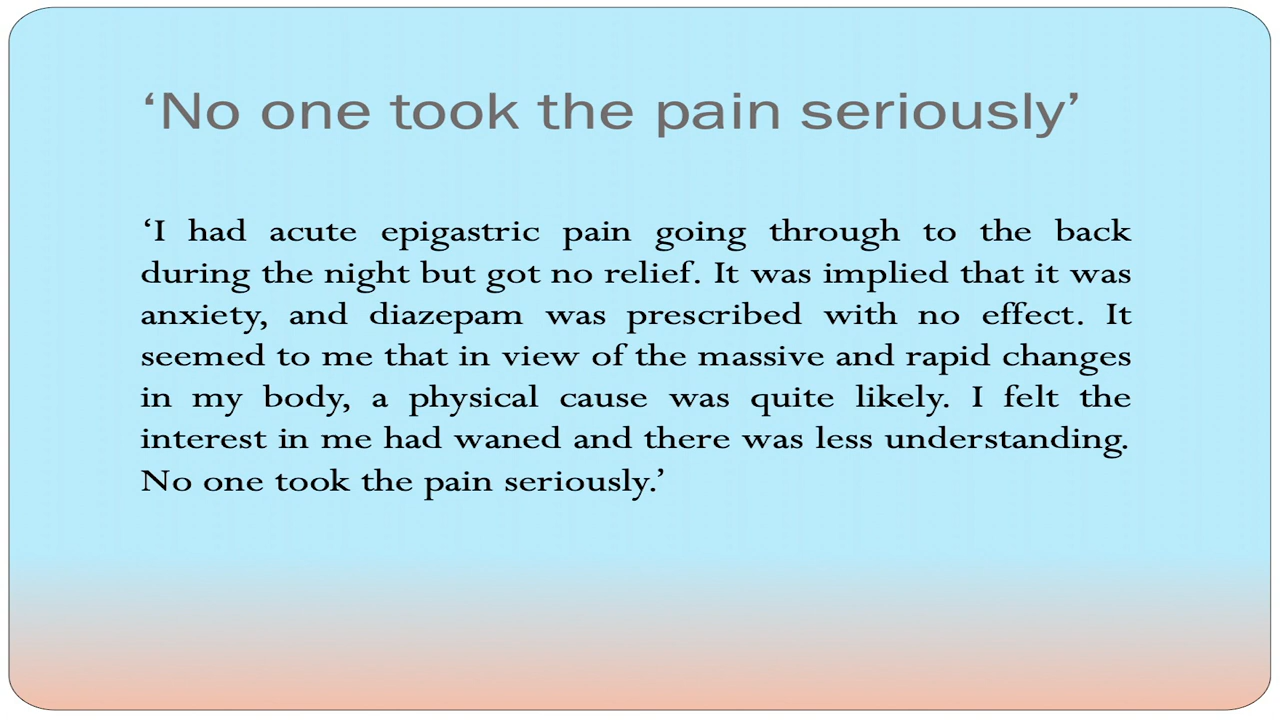 ‘No one took the pain seriously’
‘I had acute epigastric pain going through to the back
during the night but got no relief. It was implied that it was
anxiety, and diazepam was prescribed with no effect. It
seemed to me that in view of the massive and rapid changes
in my body, a physical cause was quite likely. I felt the
interest in me had waned and there was less understanding.
No one took the pain seriously.’